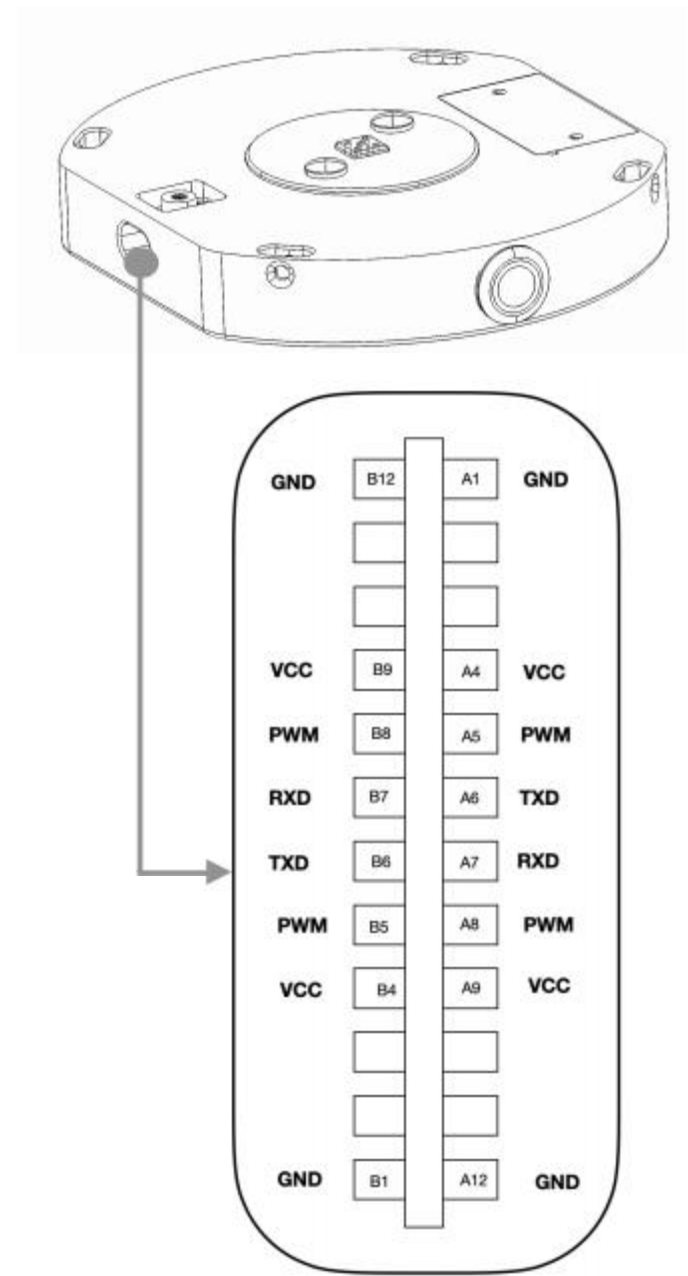 GND B12 A1 GND
VCC B9 A4 VCC
PWM B8 A5 PWM
RXD B7 A6 TXD
TXD B6 A7 RXD
PWM B5 A8 PWM
VCC B4 A9 VCC
GND B1 A12 GND